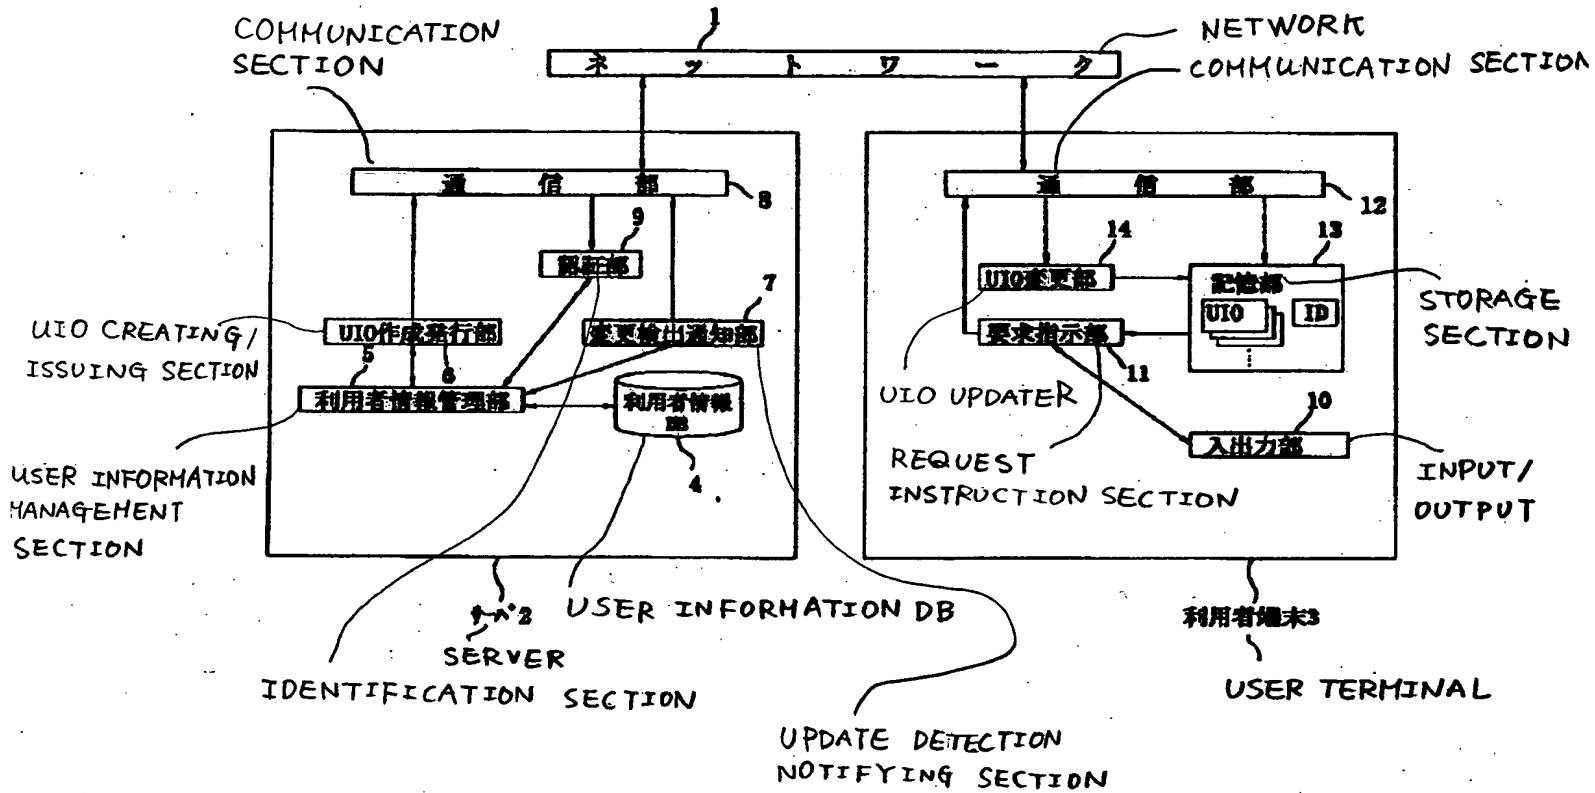 1
COMMUNICATION
SECTION
NETWORK
ネットワーク
COMMUNICATION SECTION
通信部
8
通信部
12
9
認証部
14
13
UIO変更部
記憶部
UIO
ID
7
UIO CREATING/
ISSUING SECTION
UIO作成発行部
変更検出通知部
要求指示部
STORAGE
SECTION
5
6
11
利用者情報管理部
利用者情報
DB
UIO UPDATER
10
入出力部
4
USER INFORMATION
MANAGEMENT
SECTION
REQUEST
INSTRUCTION SECTION
INPUT/
OUTPUT
サーバ2
SERVER
USER INFORMATION DB
利用者端末3
IDENTIFICATION SECTION
USER TERMINAL
UPDATE DETECTION
NOTIFYING SECTION